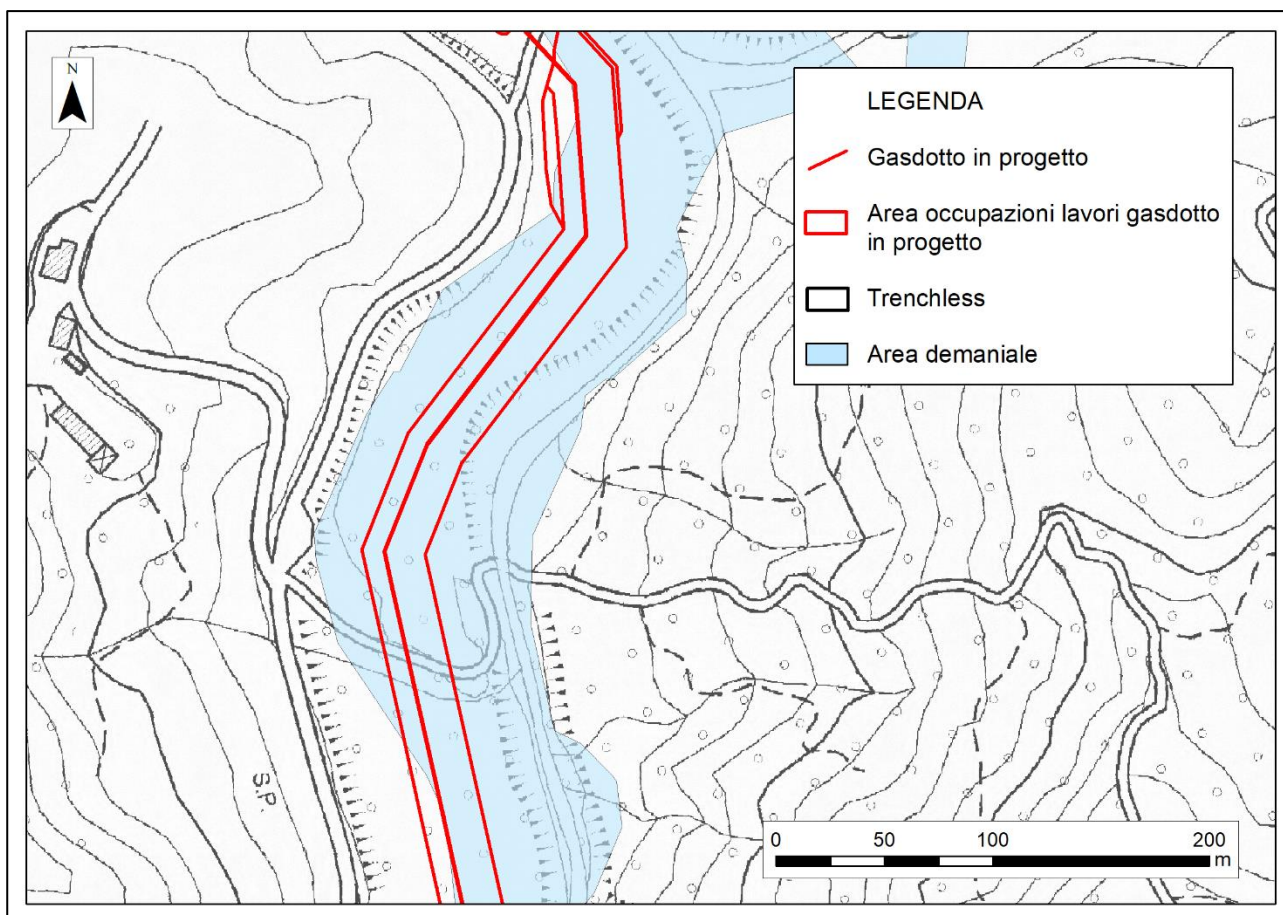 N
LEGENDA
Gasdotto in progetto
Area occupazioni lavori gasdotto
in progetto
Trenchless
Area demaniale
S.P.
0 50 100 200
m